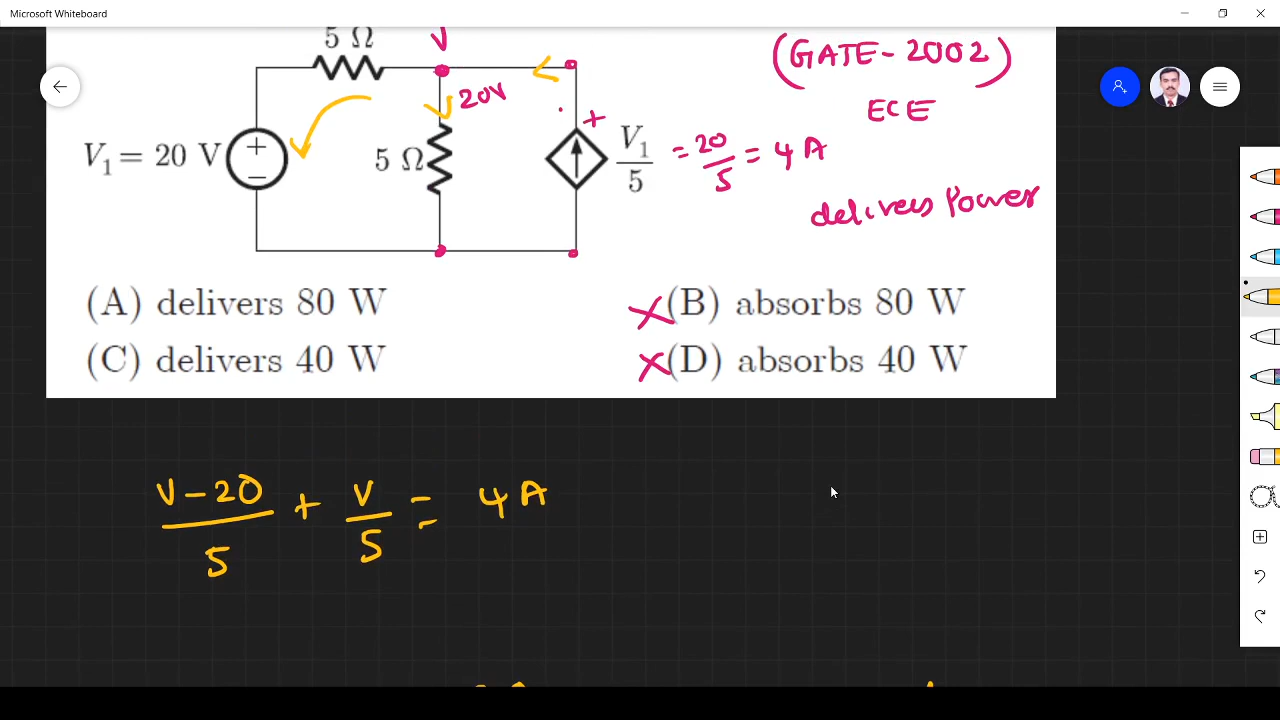 Microsoft Whiteboard
5 Ω
V
(GATE-2002)
ECE
20V
+
V₁ = 20 V
+
−
5 Ω
V₁/5 = 20/5 = 4 A
delivers Power
(A) delivers 80 W
(B) absorbs 80 W
(C) delivers 40 W
(D) absorbs 40 W
(V-20)/5 + V/5 = 4 A